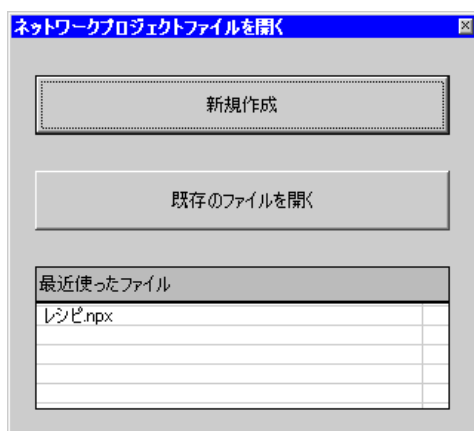 ネットワークプロジェクトファイルを開く
新規作成
既存のファイルを開く
最近使ったファイル
レシピ.npx